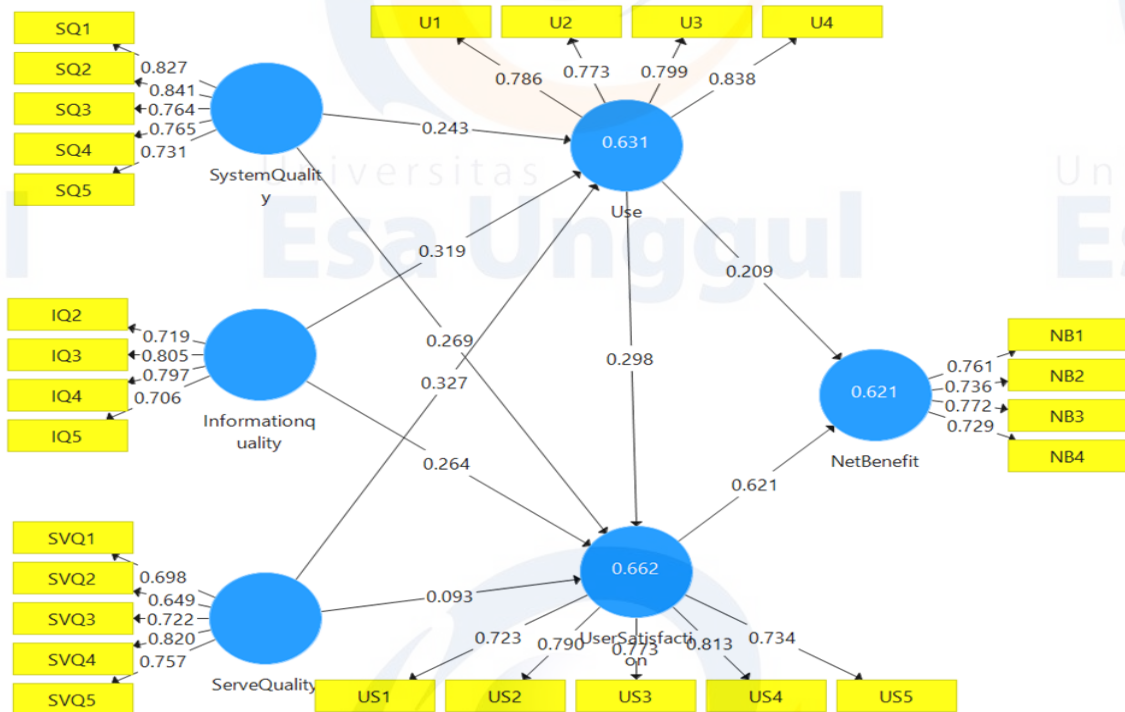 SQ1
SQ2
SQ3
SQ4
SQ5
0.827
0.841
0.764
0.765
0.731
SystemQualit
y
U1
U2
U3
U4
0.786
0.773
0.799
0.838
0.631
Use
0.243
0.319
0.269
0.327
0.298
0.209
Universitas
Esa Unggul
Un
Es
l
IQ2
IQ3
IQ4
IQ5
0.719
0.805
0.797
0.706
Informationq
uality
0.264
0.621
NetBenefit
0.761
0.736
0.772
0.729
NB1
NB2
NB3
NB4
0.621
SVQ1
SVQ2
SVQ3
SVQ4
SVQ5
0.698
0.649
0.722
0.820
0.757
ServeQuality
0.093
0.662
UserSatisfacti
on
0.723
0.790
0.773
0.813
0.734
US1
US2
US3
US4
US5